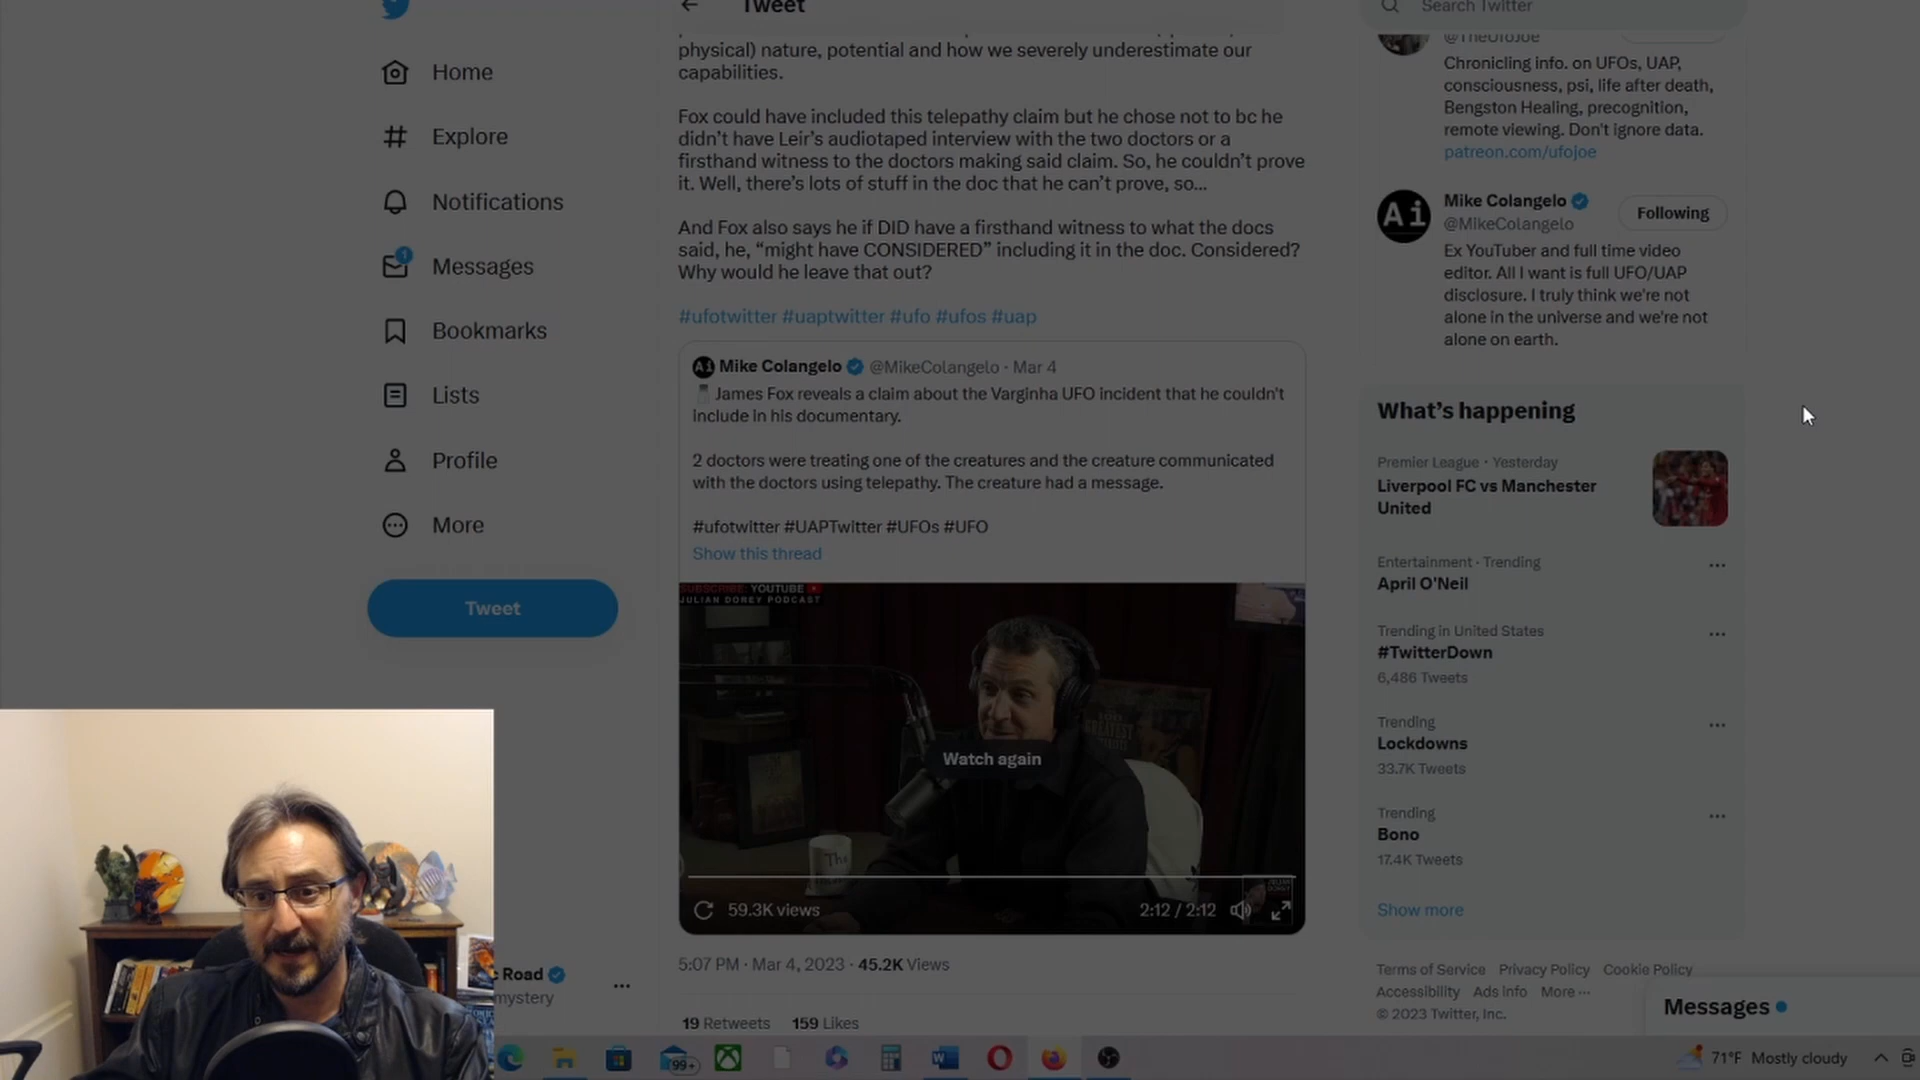 Tweet
Search Twitter
Home
Explore
Notifications
1
Messages
Bookmarks
Lists
Profile
More
Tweet
c Road
mystery
physical) nature, potential and how we severely underestimate our
capabilities.
Fox could have included this telepathy claim but he chose not to bc he
didn't have Leir's audiotaped interview with the two doctors or a
firsthand witness to the doctors making said claim. So, he couldn't prove
it. Well, there's lots of stuff in the doc that he can't prove, so...
And Fox also says he if DID have a firsthand witness to what the docs
said, he, “might have CONSIDERED” including it in the doc. Considered?
Why would he leave that out?
#ufotwitter #uaptwitter #ufo #ufos #uap
Ai Mike Colangelo @MikeColangelo · Mar 4
James Fox reveals a claim about the Varginha UFO incident that he couldn't
include in his documentary.
2 doctors were treating one of the creatures and the creature communicated
with the doctors using telepathy. The creature had a message.
#ufotwitter #UAPTwitter #UFOs #UFO
Show this thread
SUBSCRIBE: YOUTUBE
JULIAN DOREY PODCAST
GREATEST
Watch again
The
59.3K views
2:12 / 2:12
5:07 PM · Mar 4, 2023 · 45.2K Views
19 Retweets 159 Likes
@TheUfoJoe
Chronicling info. on UFOs, UAP,
consciousness, psi, life after death,
Bengston Healing, precognition,
remote viewing. Don't ignore data.
patreon.com/ufojoe
Ai
Mike Colangelo
@MikeColangelo
Following
Ex YouTuber and full time video
editor. All I want is full UFO/UAP
disclosure. I truly think we're not
alone in the universe and we're not
alone on earth.
What's happening
Premier League · Yesterday
Liverpool FC vs Manchester
United
Entertainment · Trending
April O'Neil
Trending in United States
#TwitterDown
6,486 Tweets
Trending
Lockdowns
33.7K Tweets
Trending
Bono
17.4K Tweets
Show more
Terms of Service Privacy Policy Cookie Policy
Accessibility Ads info More ...
© 2023 Twitter, Inc.
Messages
99+
71°F Mostly cloudy